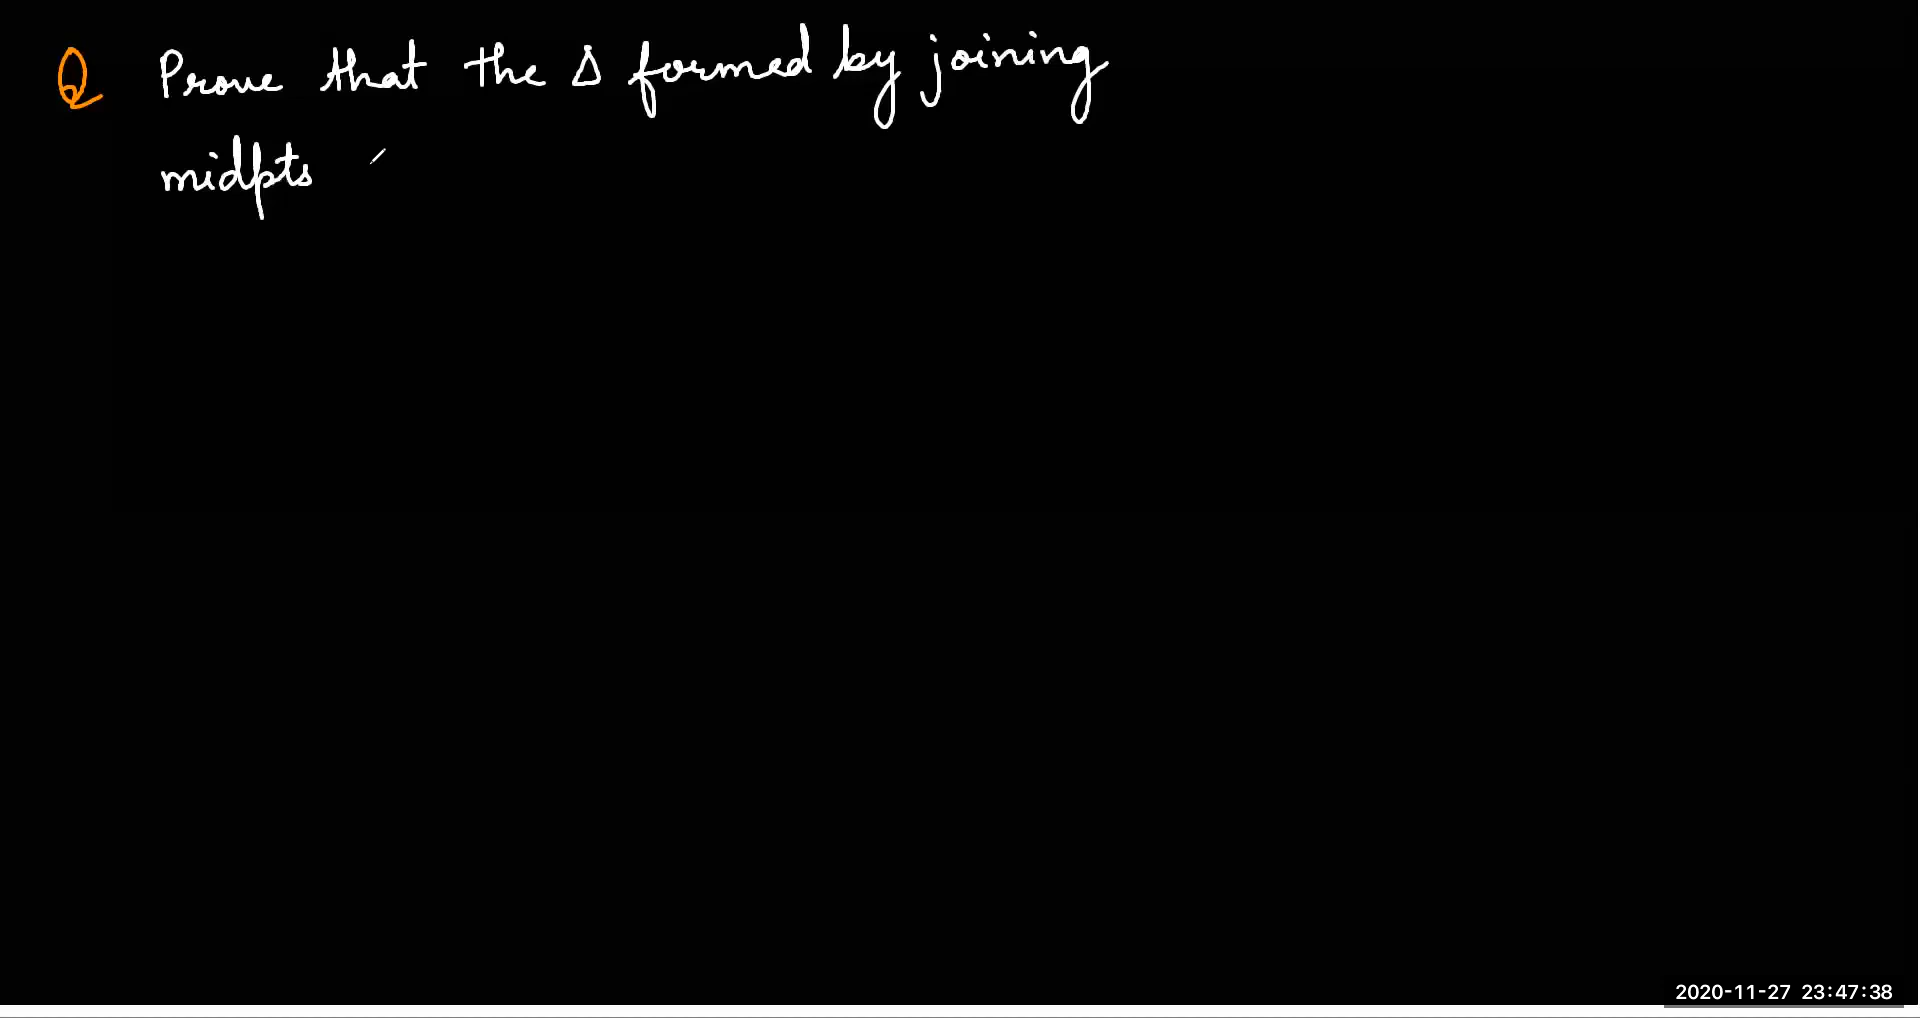 Q Prove that the Δ formed by joining
midpts
2020-11-27 23:47:38